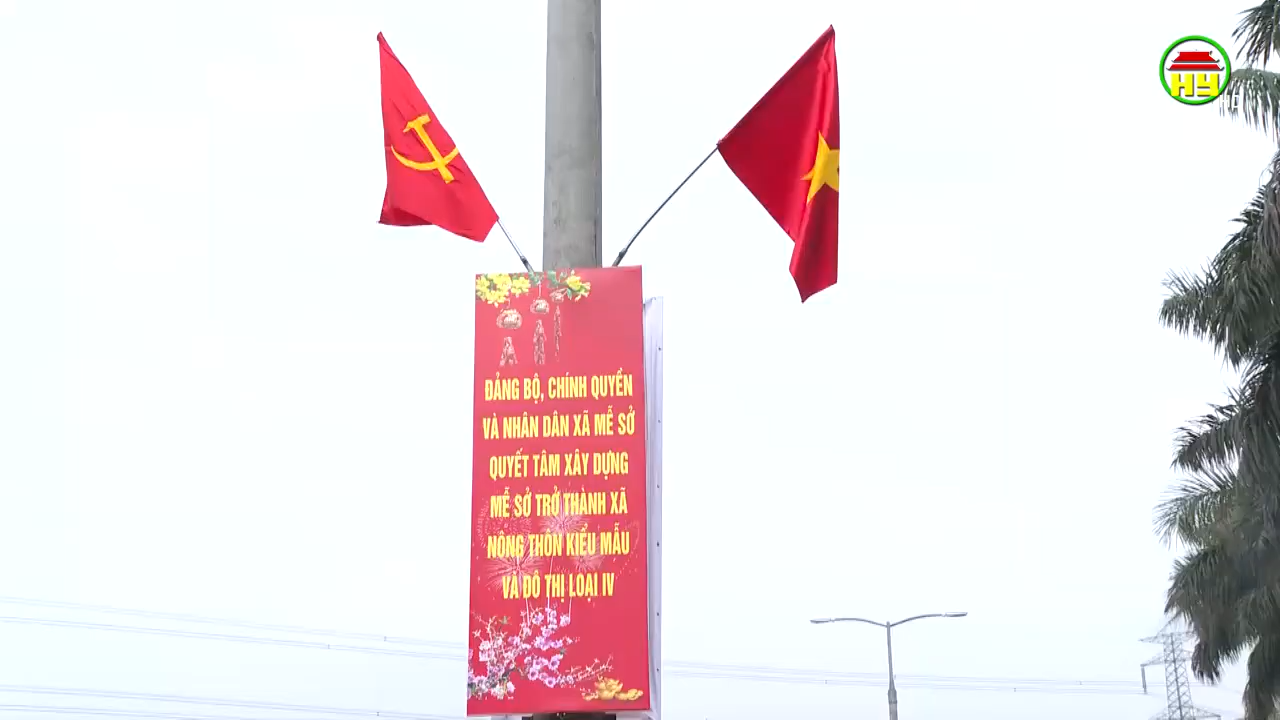 HY
HD
ĐẢNG BỘ, CHÍNH QUYỀN
VÀ NHÂN DÂN XÃ MỄ SỞ
QUYẾT TÂM XÂY DỰNG
MỄ SỞ TRỞ THÀNH XÃ
NÔNG THÔN KIỂU MẪU
VÀ ĐÔ THỊ LOẠI IV